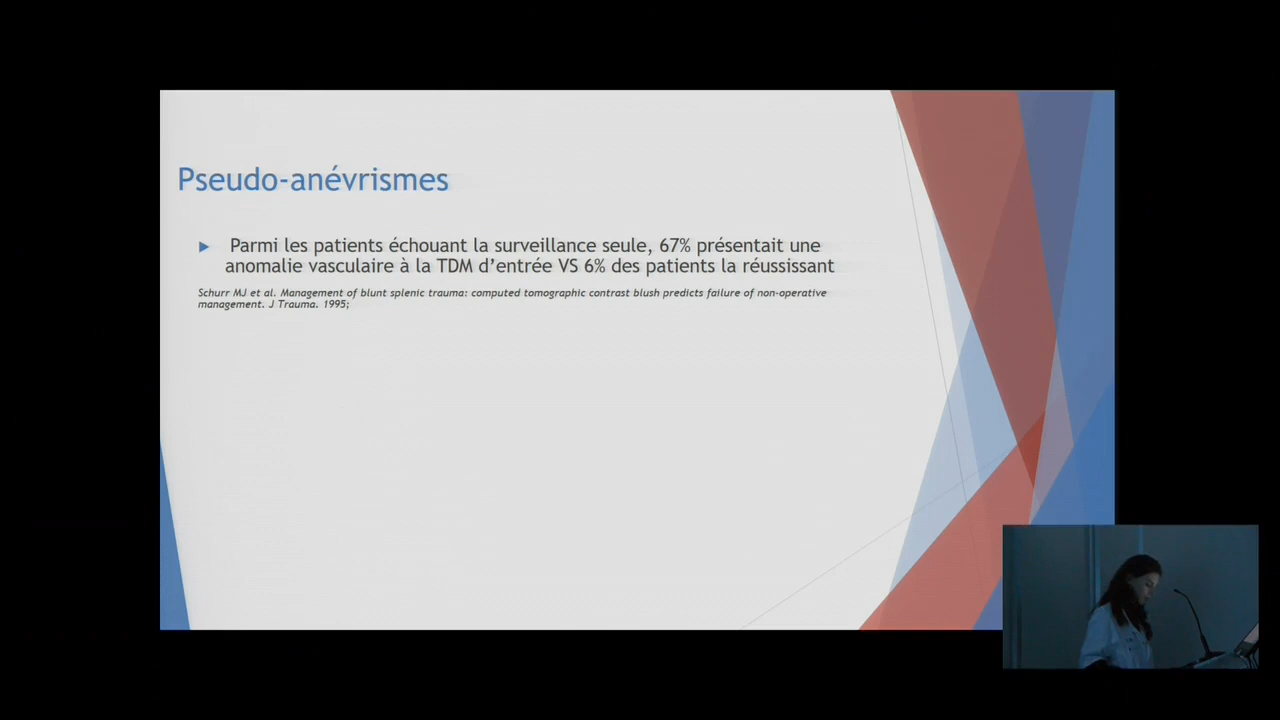 Pseudo-anévrismes
Parmi les patients échouant la surveillance seule, 67% présentait une
anomalie vasculaire à la TDM d’entrée VS 6% des patients la réussissant
Schurr MJ et al. Management of blunt splenic trauma: computed tomographic contrast blush predicts failure of non-operative
management. J Trauma. 1995;